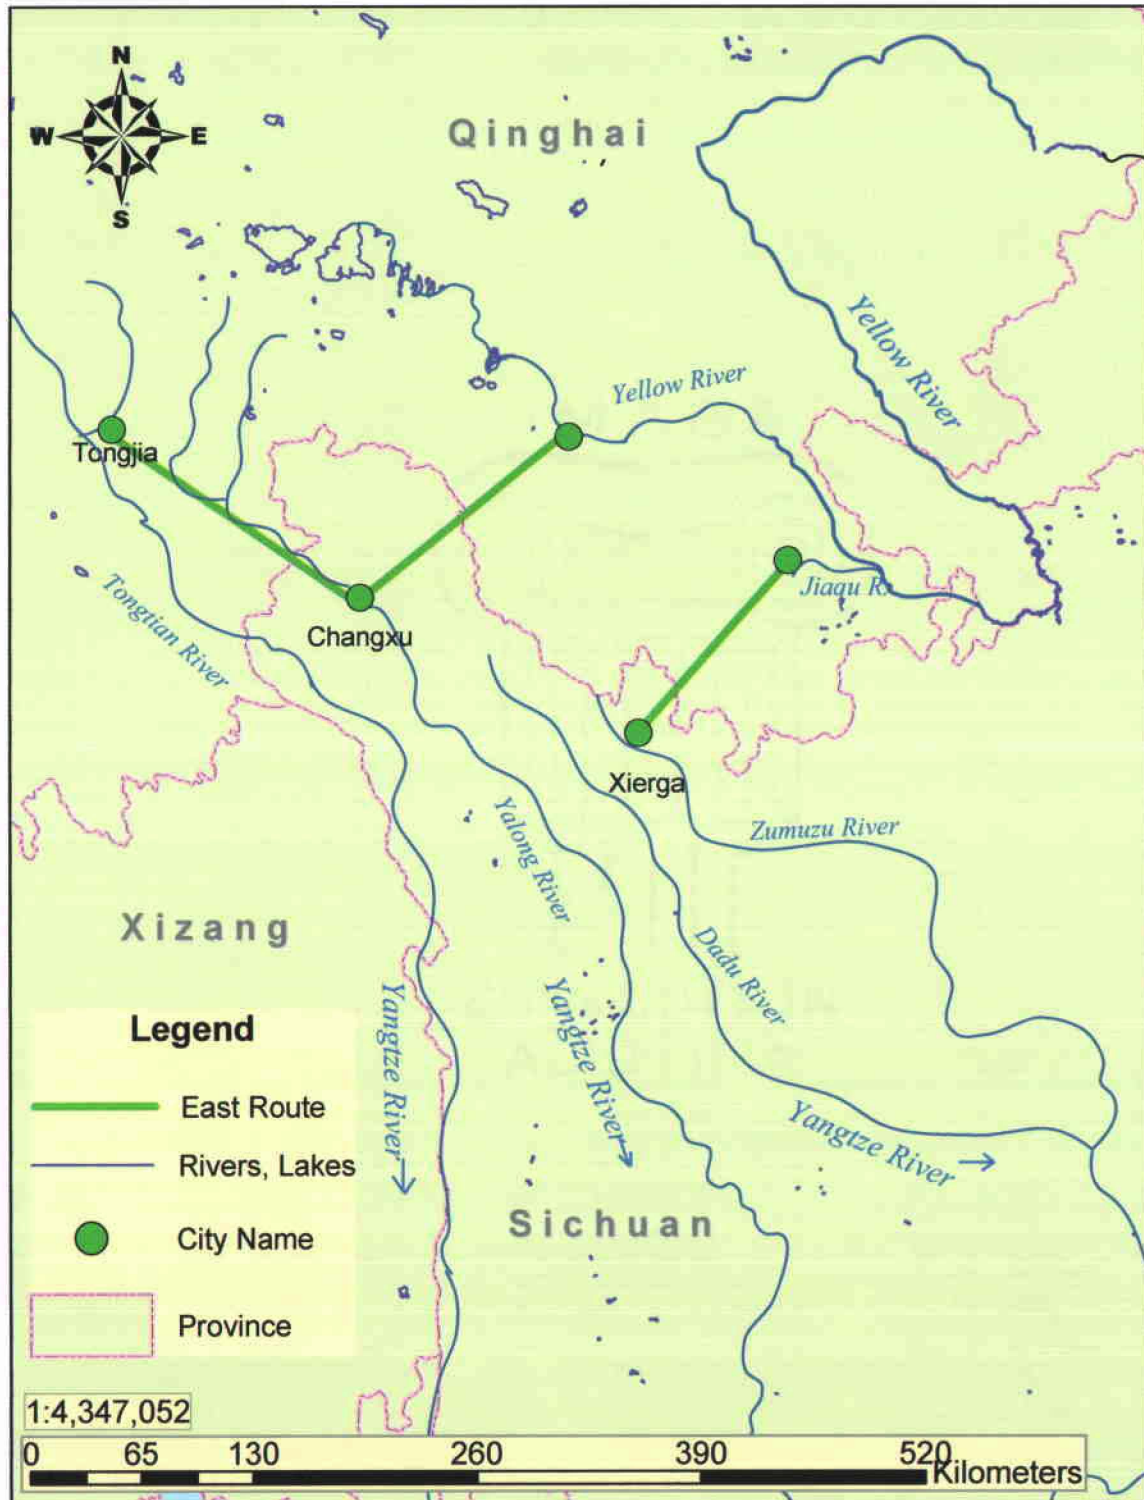 N
W E
S
Qinghai
Yellow River
Yellow River
Tongjia
Jiaqu R.
Tongtian River
Changxu
Xierga
Zumuzu River
Yalong River
Xizang
Dadu River
Yangtze River
Yangtze River
Yangtze River
Sichuan
Legend
East Route
Rivers, Lakes
City Name
Province
1:4,347,052
0 65 130 260 390 520
Kilometers